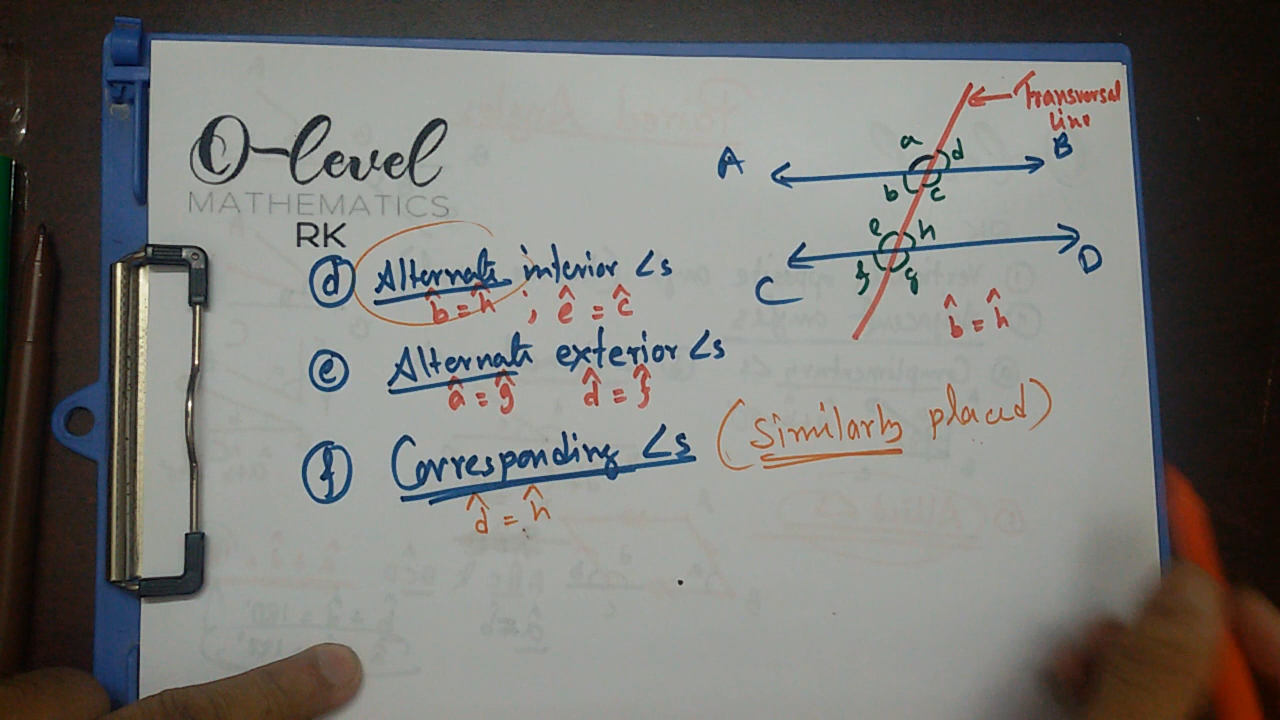 O-level
MATHEMATICS
RK
Transversal
line
A
B
a
d
b
c
e
h
f
g
C
D
b̂ = ĥ
(d) Alternate interior ∠s
b̂ = ĥ ; ê = ĉ
(e) Alternate exterior ∠s
â = ĝ d̂ = f̂
(f) Corresponding ∠s (Similarly placed)
d̂ = ĥ